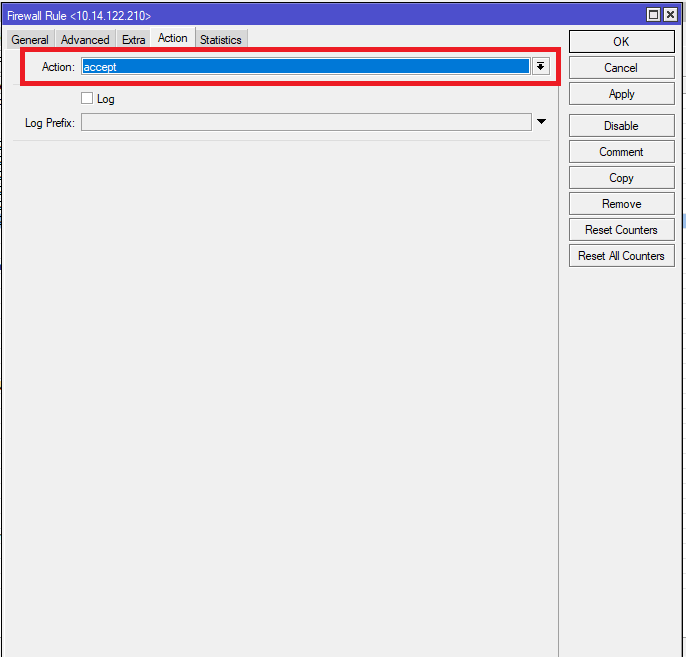 Firewall Rule <10.14.122.210>
General Advanced Extra Action Statistics
Action: accept
Log
Log Prefix:
OK
Cancel
Apply
Disable
Comment
Copy
Remove
Reset Counters
Reset All Counters